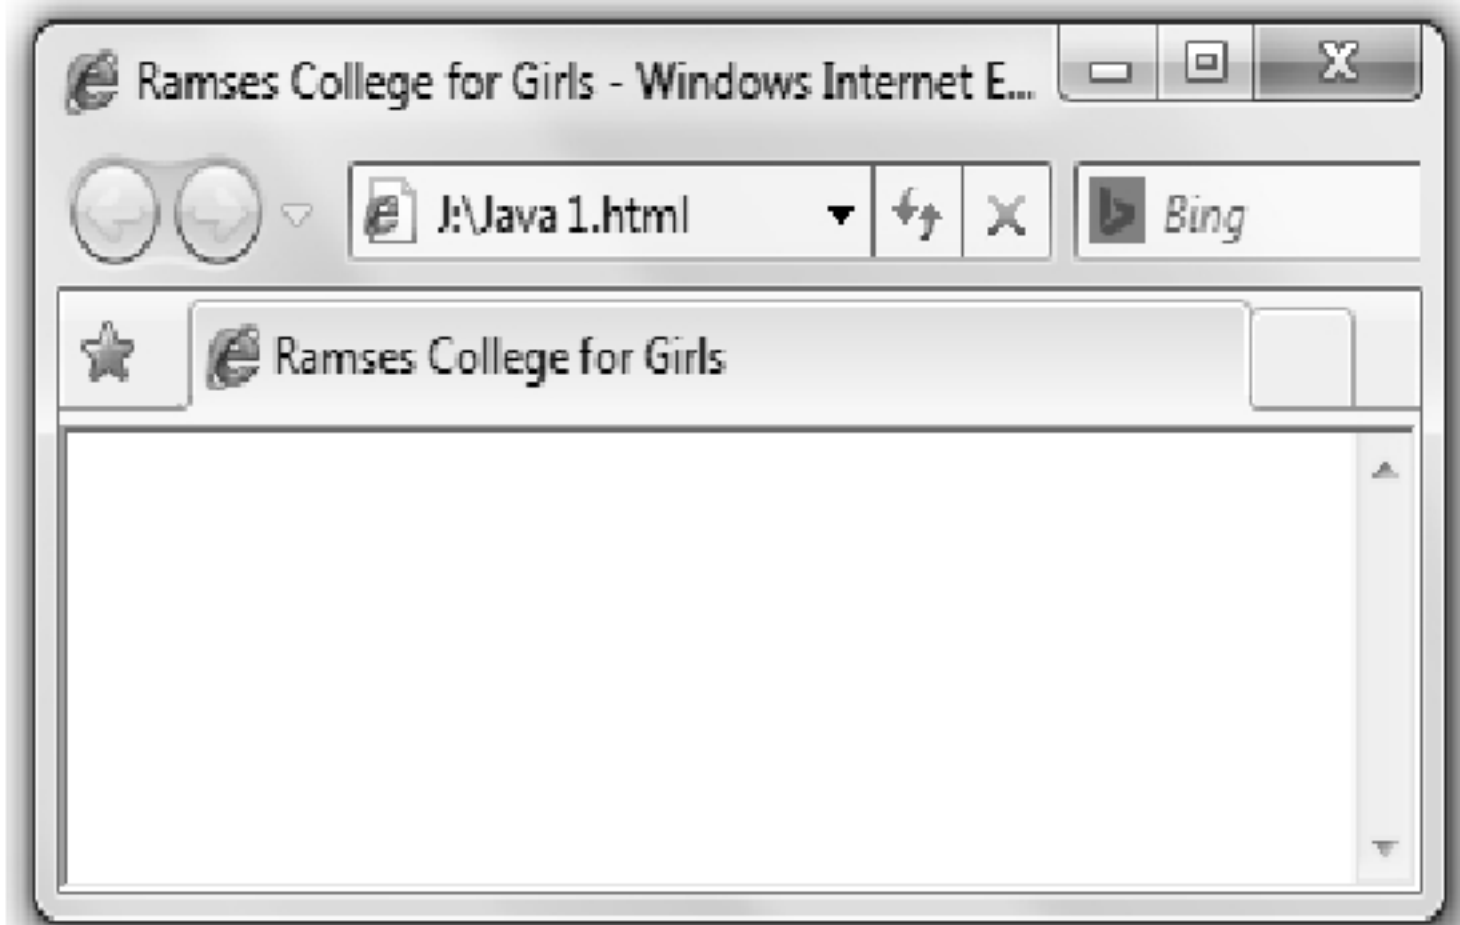 Ramses College for Girls - Windows Internet E...
J:\Java 1.html
Bing
Ramses College for Girls